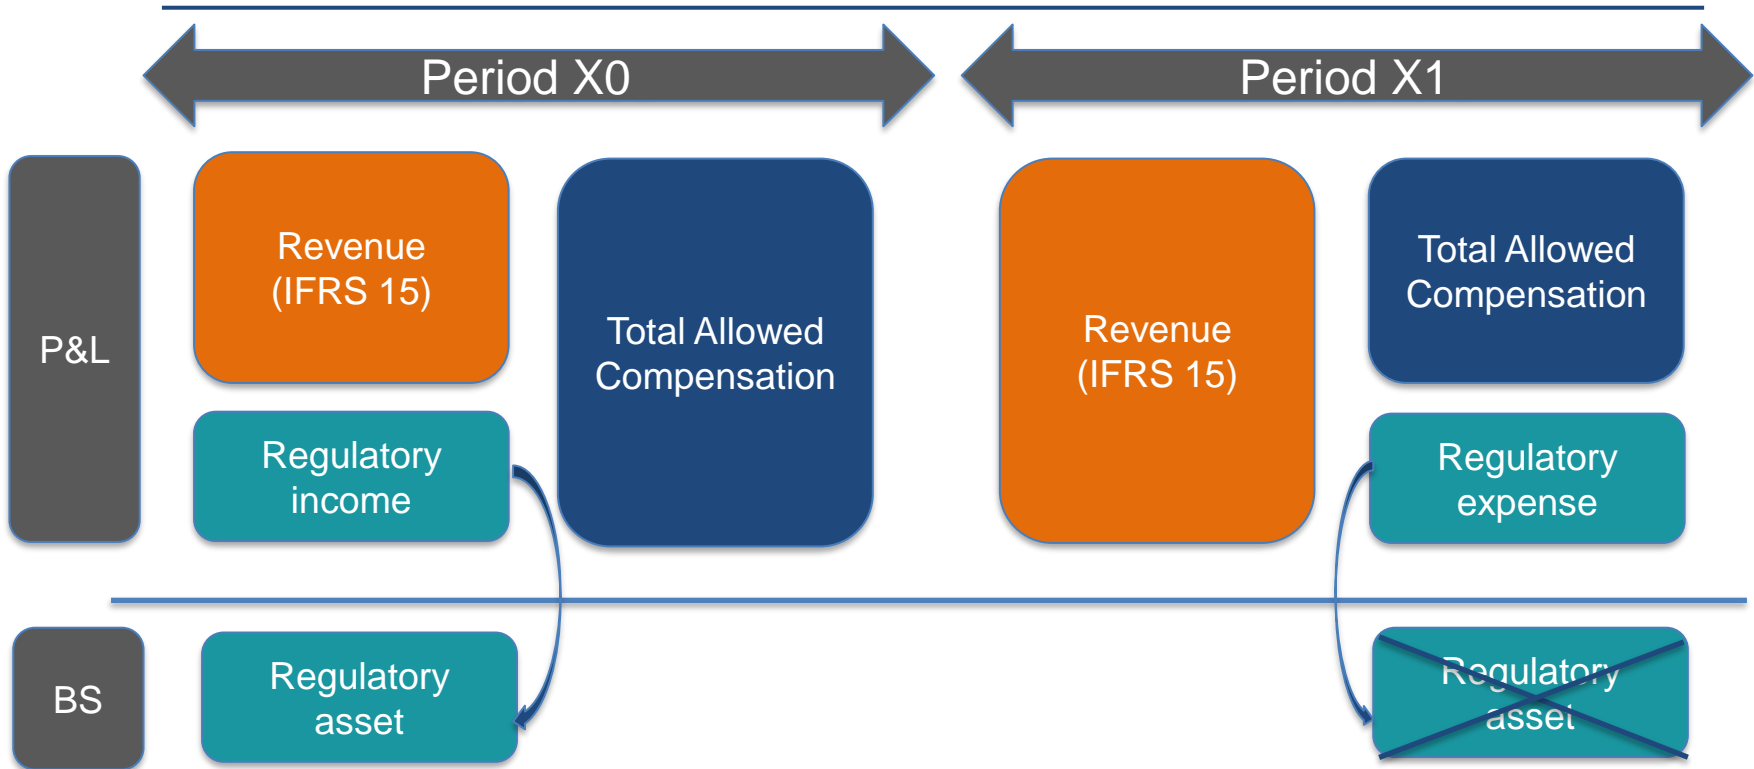 Period X0
Period X1
P&L
Revenue
(IFRS 15)
Total Allowed
Compensation
Regulatory
income
Revenue
(IFRS 15)
Total Allowed
Compensation
Regulatory
expense
BS
Regulatory
asset
Regulatory
asset